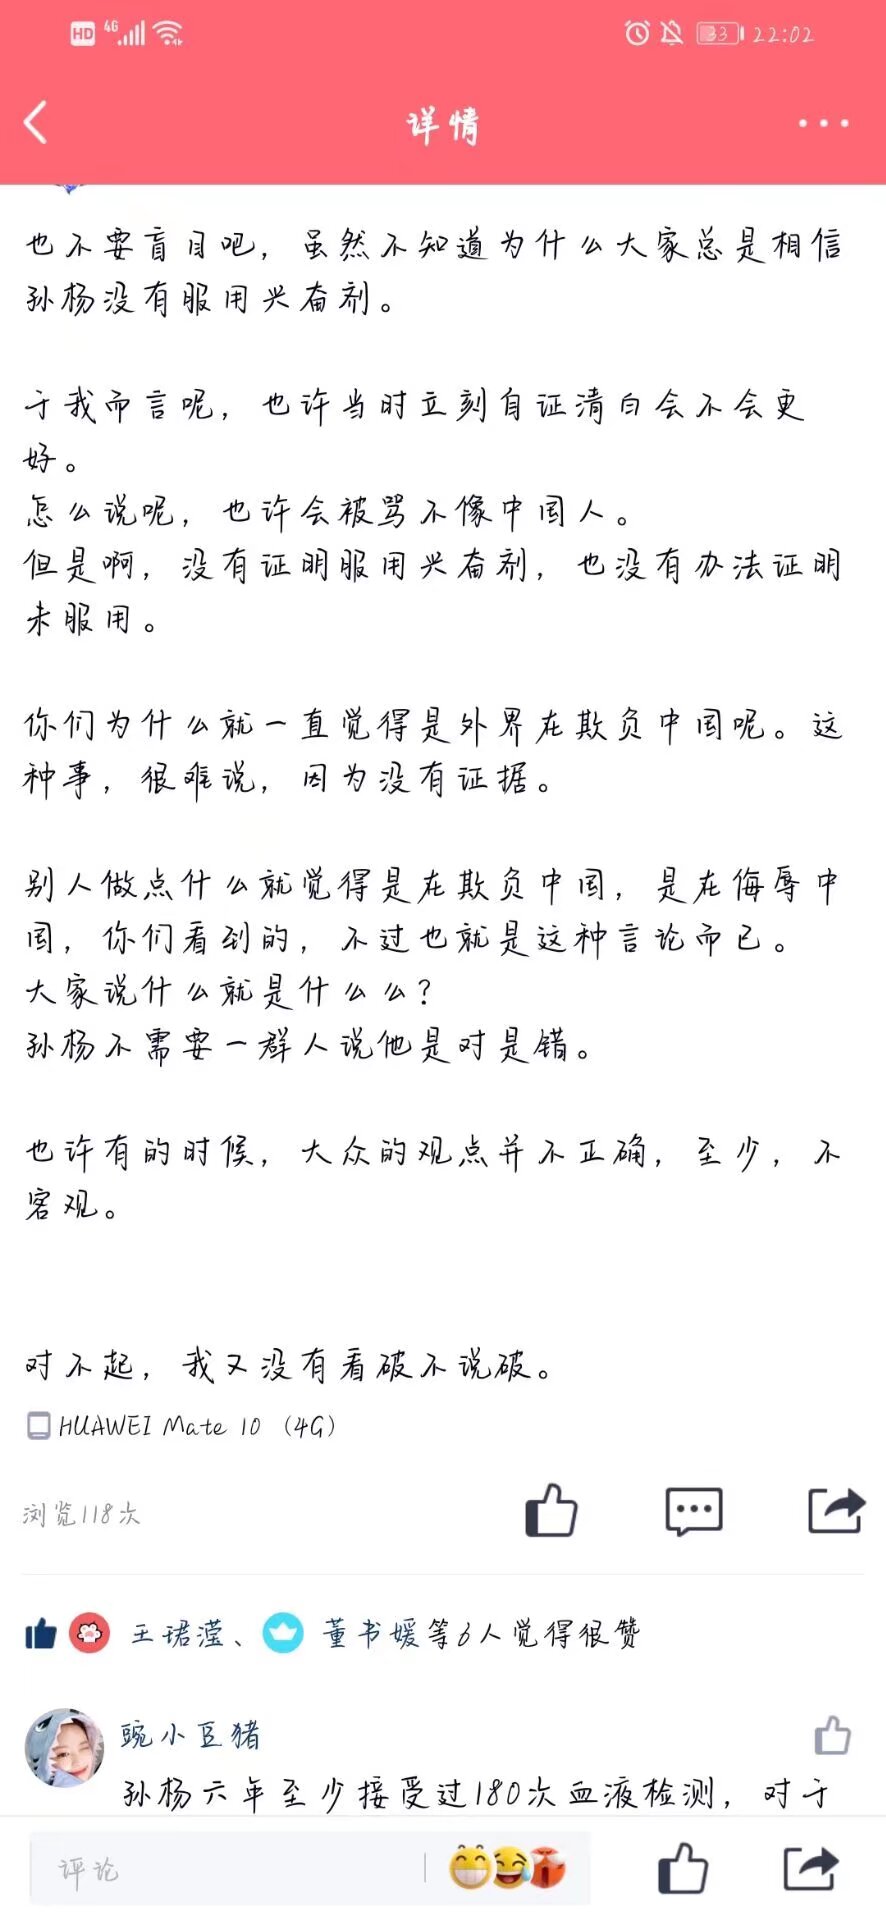 HD 4G 33 22:02
详情
也不要盲目吧，虽然不知道为什么大家总是相信
孙杨没有服用兴奋剂。
于我而言呢，也许当时立刻自证清白会不会更
好。
怎么说呢，也许会被骂不像中国人。
但是啊，没有证明服用兴奋剂，也没有办法证明
未服用。
你们为什么就一直觉得是外界在欺负中国呢。这
种事，很难说，因为没有证据。
别人做点什么就觉得是在欺负中国，是在侮辱中
国，你们看到的，不过也就是这种言论而已。
大家说什么就是什么么？
孙杨不需要一群人说他是对是错。
也许有的时候，大众的观点并不正确，至少，不
客观。
对不起，我又没有看破不说破。
HUAWEI Mate 10（4G）
浏览118次
王珺滢、董书媛等6人觉得很赞
豌小豆猪
孙杨六年至少接受过180次血液检测，对于
评论